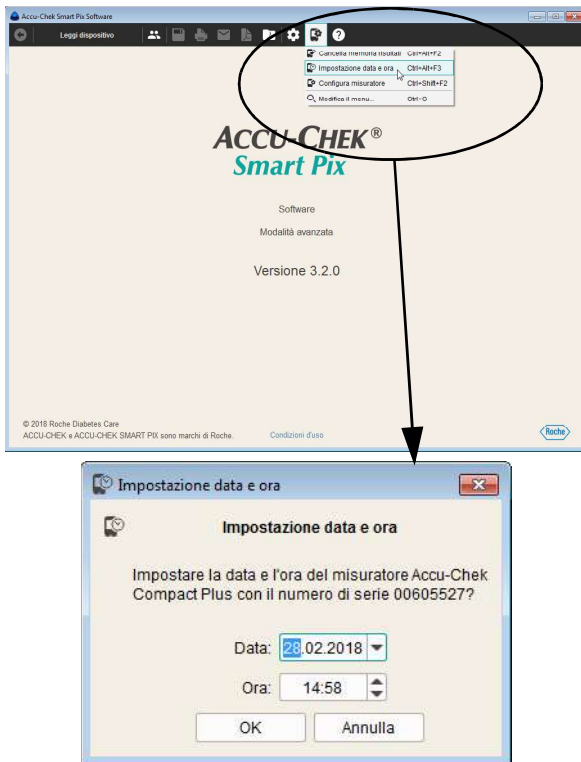 Accu-Chek Smart Pix Software
Leggi dispositivo
Cancella memoria risultati Ctrl+Alt+F2
Impostazione data e ora Ctrl+Alt+F3
Configura misuratore Ctrl+Shift+F2
Modifica il menu... Ctrl+O
ACCU-CHEK®
Smart Pix
Software
Modalità avanzata
Versione 3.2.0
© 2018 Roche Diabetes Care
ACCU-CHEK e ACCU-CHEK SMART PIX sono marchi di Roche. Condizioni d'uso
Roche
Impostazione data e ora
Impostazione data e ora
Impostare la data e l'ora del misuratore Accu-Chek
Compact Plus con il numero di serie 00605527?
Data: 28.02.2018
Ora: 14:58
OK Annulla